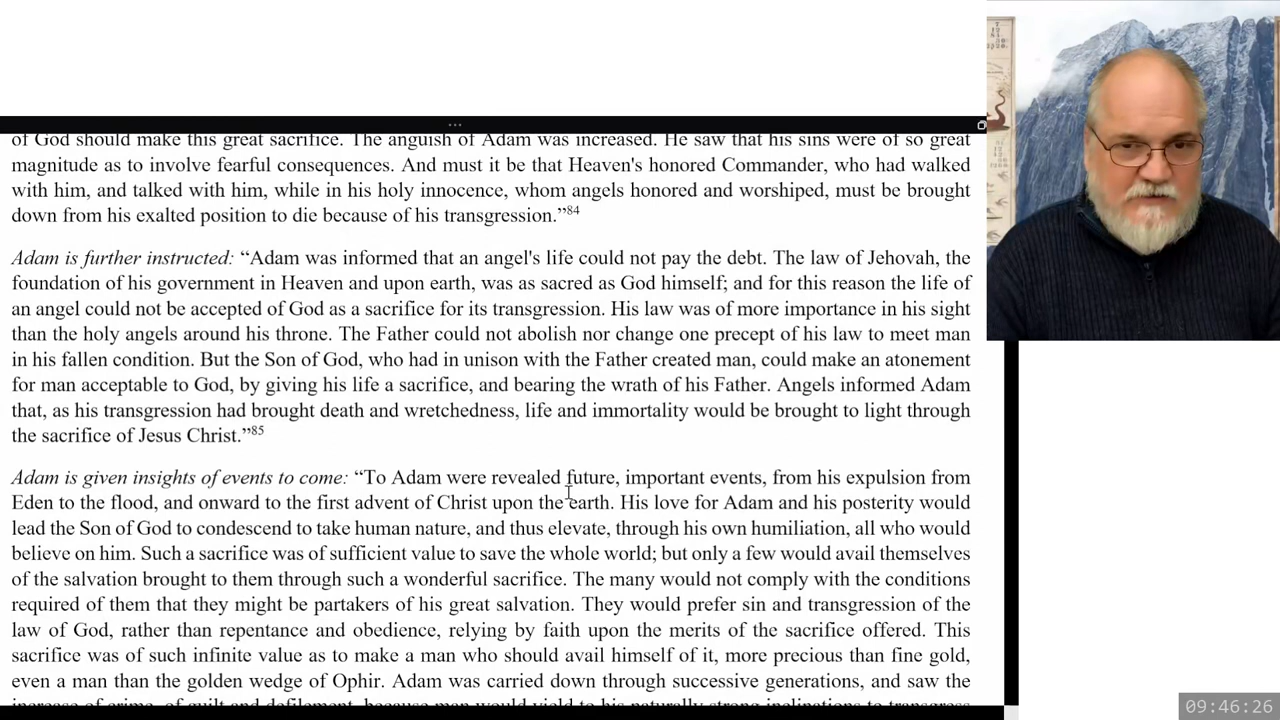 of God should make this great sacrifice. The anguish of Adam was increased. He saw that his sins were of so great
magnitude as to involve fearful consequences. And must it be that Heaven's honored Commander, who had walked
with him, and talked with him, while in his holy innocence, whom angels honored and worshiped, must be brought
down from his exalted position to die because of his transgression.”84
Adam is further instructed: “Adam was informed that an angel's life could not pay the debt. The law of Jehovah, the
foundation of his government in Heaven and upon earth, was as sacred as God himself; and for this reason the life of
an angel could not be accepted of God as a sacrifice for its transgression. His law was of more importance in his sight
than the holy angels around his throne. The Father could not abolish nor change one precept of his law to meet man
in his fallen condition. But the Son of God, who had in unison with the Father created man, could make an atonement
for man acceptable to God, by giving his life a sacrifice, and bearing the wrath of his Father. Angels informed Adam
that, as his transgression had brought death and wretchedness, life and immortality would be brought to light through
the sacrifice of Jesus Christ.”85
Adam is given insights of events to come: “To Adam were revealed future, important events, from his expulsion from
Eden to the flood, and onward to the first advent of Christ upon the earth. His love for Adam and his posterity would
lead the Son of God to condescend to take human nature, and thus elevate, through his own humiliation, all who would
believe on him. Such a sacrifice was of sufficient value to save the whole world; but only a few would avail themselves
of the salvation brought to them through such a wonderful sacrifice. The many would not comply with the conditions
required of them that they might be partakers of his great salvation. They would prefer sin and transgression of the
law of God, rather than repentance and obedience, relying by faith upon the merits of the sacrifice offered. This
sacrifice was of such infinite value as to make a man who should avail himself of it, more precious than fine gold,
even a man than the golden wedge of Ophir. Adam was carried down through successive generations, and saw the
increase of crime, of guilt and defilement, because man would yield to his naturally strong inclinations to transgress
09:46:26